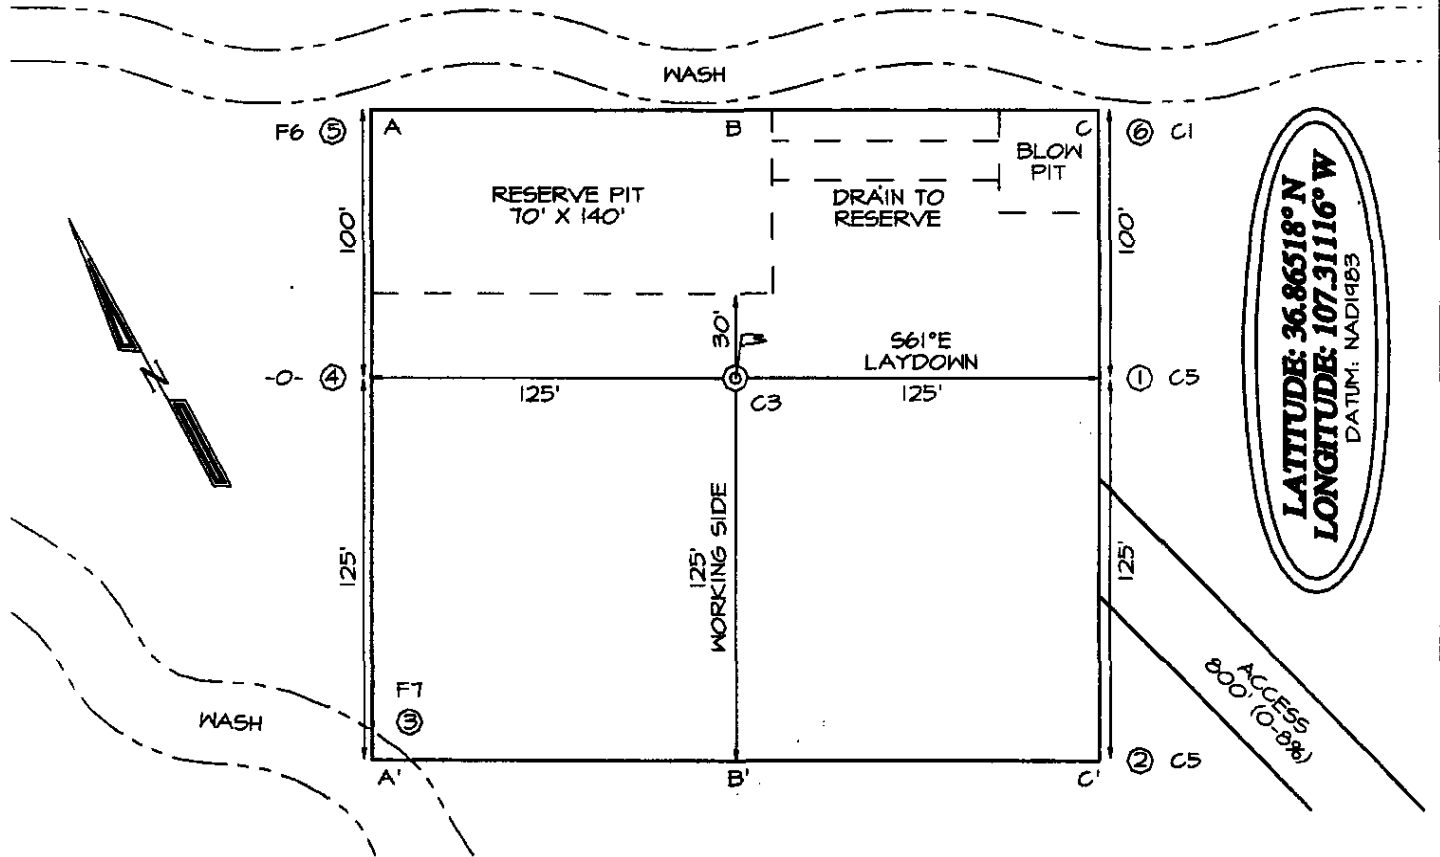 WASH
F6 ⑤
A
B
C
⑥ C1
BLOW
PIT
RESERVE PIT
70' X 140'
DRAIN TO
RESERVE
100'
100'
30'
S61°E
LAYDOWN
-0- ④
125'
125'
① C5
C3
N
LATITUDE: 36.86518° N
LONGITUDE: 107.31116° W
DATUM: NAD1983
125'
125'
WORKING SIDE
125'
ACCESS
800' (0-8%)
F7
③
WASH
A'
B'
C'
② C5